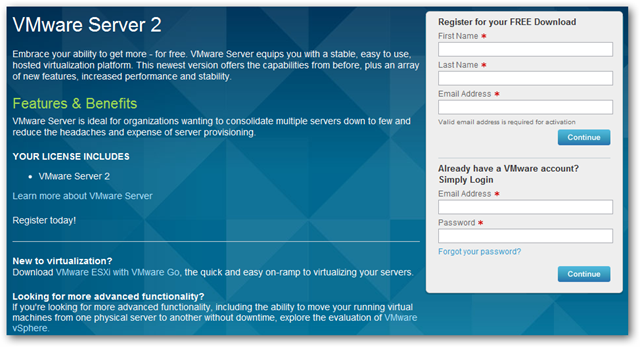 VMware Server 2
Embrace your ability to get more - for free. VMware Server equips you with a stable, easy to use,
hosted virtualization platform. This newest version offers the capabilities from before, plus an array
of new features, increased performance and stability.
Features & Benefits
VMware Server is ideal for organizations wanting to consolidate multiple servers down to few and
reduce the headaches and expense of server provisioning.
YOUR LICENSE INCLUDES
• VMware Server 2
Learn more about VMware Server
Register today!
New to virtualization?
Download VMware ESXi with VMware Go, the quick and easy on-ramp to virtualizing your servers.
Looking for more advanced functionality?
If you're looking for more advanced functionality, including the ability to move your running virtual
machines from one physical server to another without downtime, explore the evaluation of VMware
vSphere.
Register for your FREE Download
First Name *
Last Name *
Email Address *
Valid email address is required for activation
Continue
Already have a VMware account?
Simply Login
Email Address *
Password *
Forgot your password?
Continue